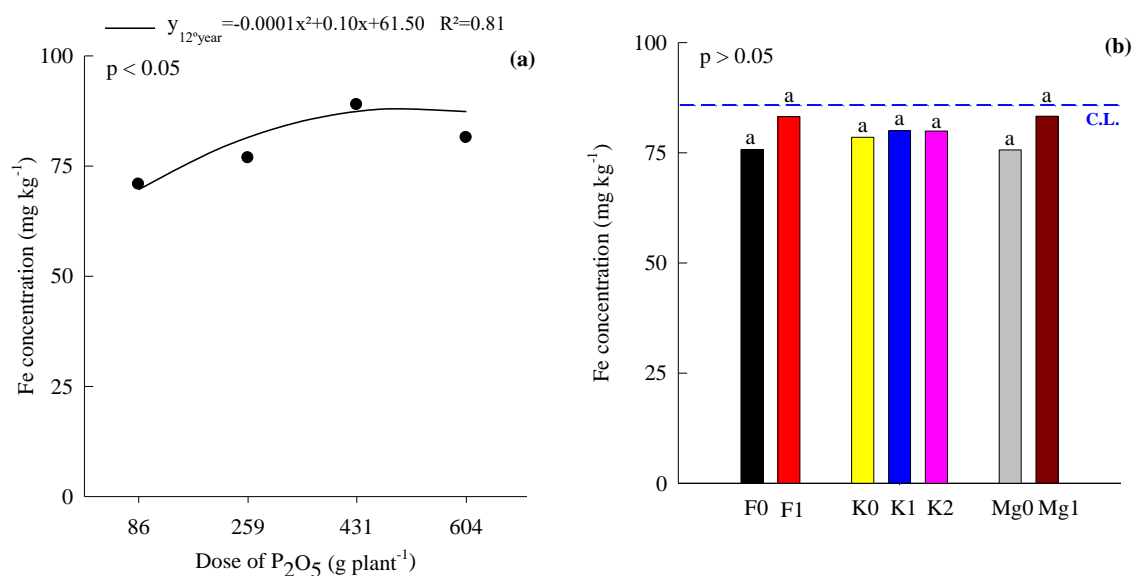 y12ºyear=-0.0001x²+0.10x+61.50 R²=0.81
(a)
p < 0.05
100
75
50
25
0
Fe concentration (mg kg-1)
86 259 431 604
Dose of P2O5 (g plant-1)
(b)
p > 0.05
100
75
50
25
0
Fe concentration (mg kg-1)
a a a a a a a
C.L.
F0 F1 K0 K1 K2 Mg0 Mg1